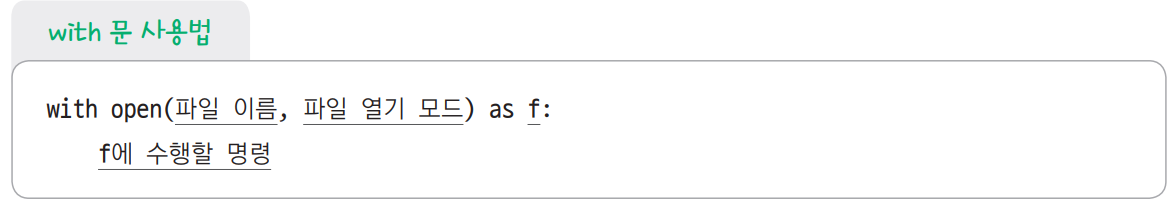 with 문 사용법
with open(파일 이름, 파일 열기 모드) as f:
f에 수행할 명령